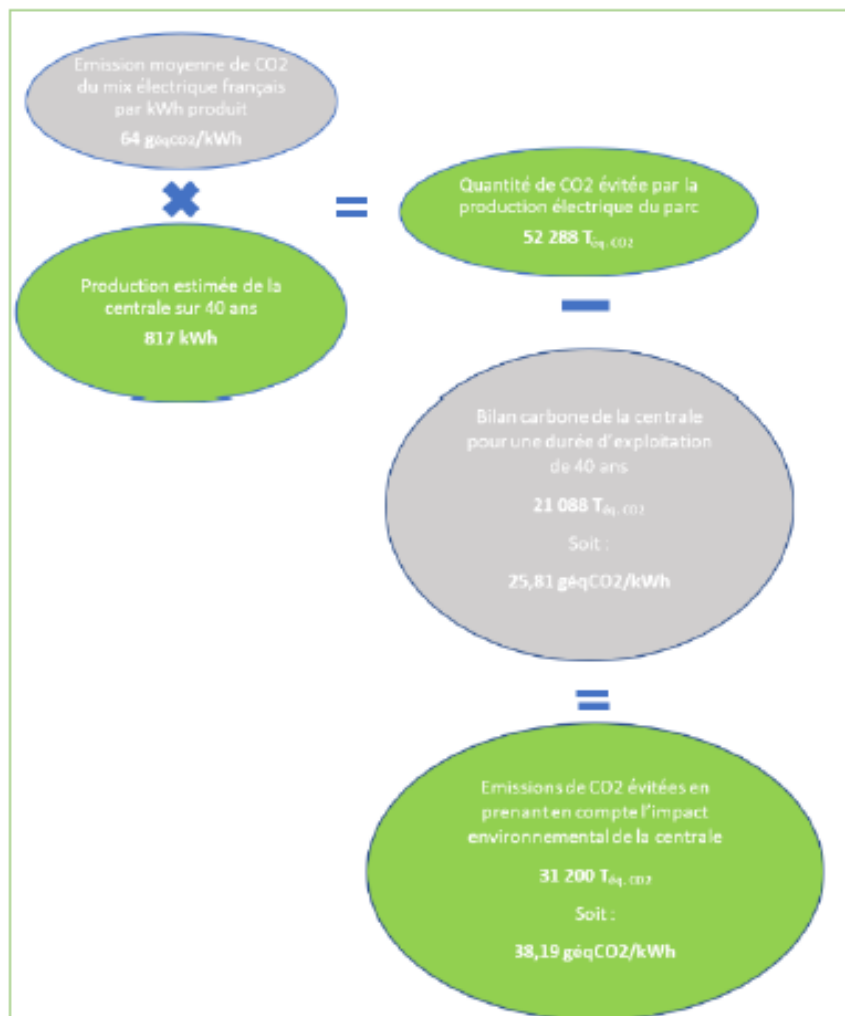 Emission moyenne de CO2
du mix électrique français
par kWh produit
64 géqCO2/kWh
Quantité de CO2 évitée par la
production électrique du parc
52 288 Téq. CO2
Production estimée de la
centrale sur 40 ans
817 kWh
Bilan carbone de la centrale
pour une durée d'exploitation
de 40 ans
21 088 Téq. CO2
Soit :
25,81 géqCO2/kWh
Emissions de CO2 évitées en
prenant en compte l'impact
environnemental de la centrale
31 200 Téq. CO2
Soit :
38,19 géqCO2/kWh